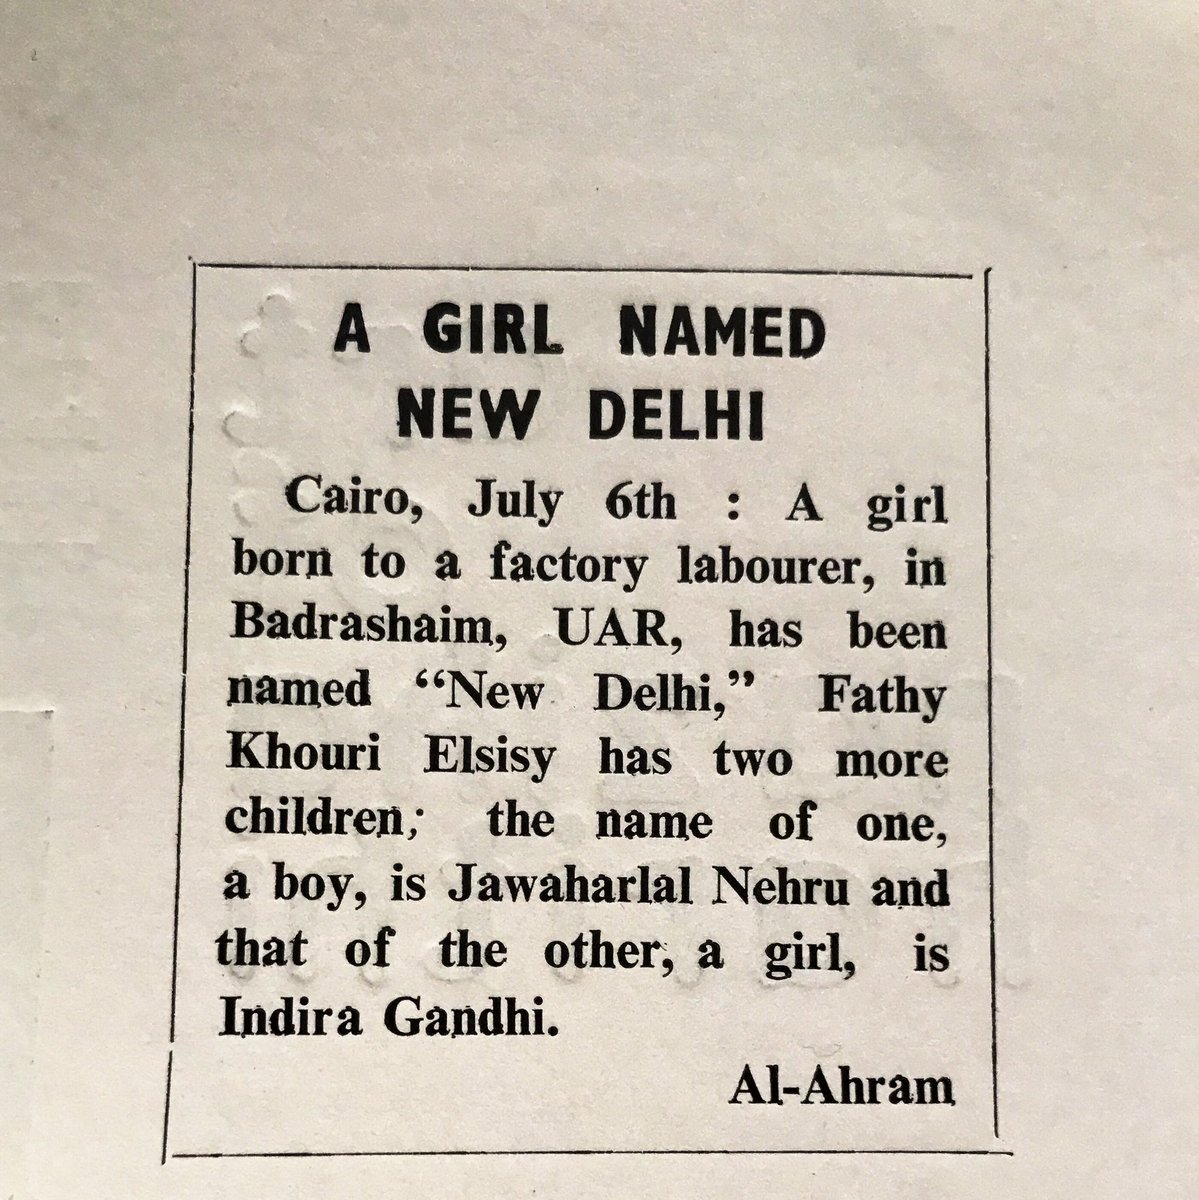 A GIRL NAMED
NEW DELHI
Cairo, July 6th : A girl
born to a factory labourer, in
Badrashaim, UAR, has been
named “New Delhi,” Fathy
Khouri Elsisy has two more
children; the name of one,
a boy, is Jawaharlal Nehru and
that of the other, a girl, is
Indira Gandhi.
Al-Ahram